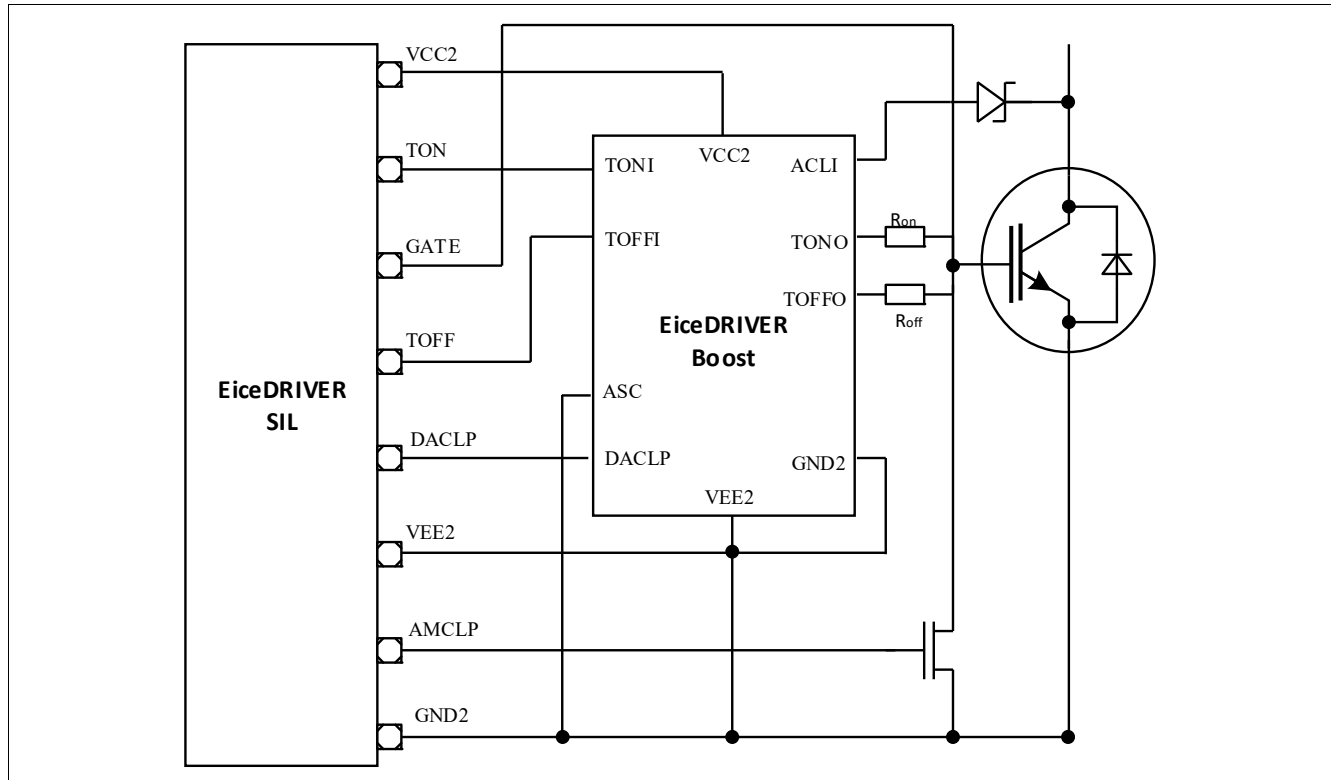 VCC2
TON
GATE
TOFF
EiceDRIVER
SIL
DACLP
VEE2
AMCLP
GND2
VCC2
TONI
ACLI
TOFFI
TONO
TOFFO
EiceDRIVER
Boost
ASC
DACLP
GND2
VEE2
Ron
Roff